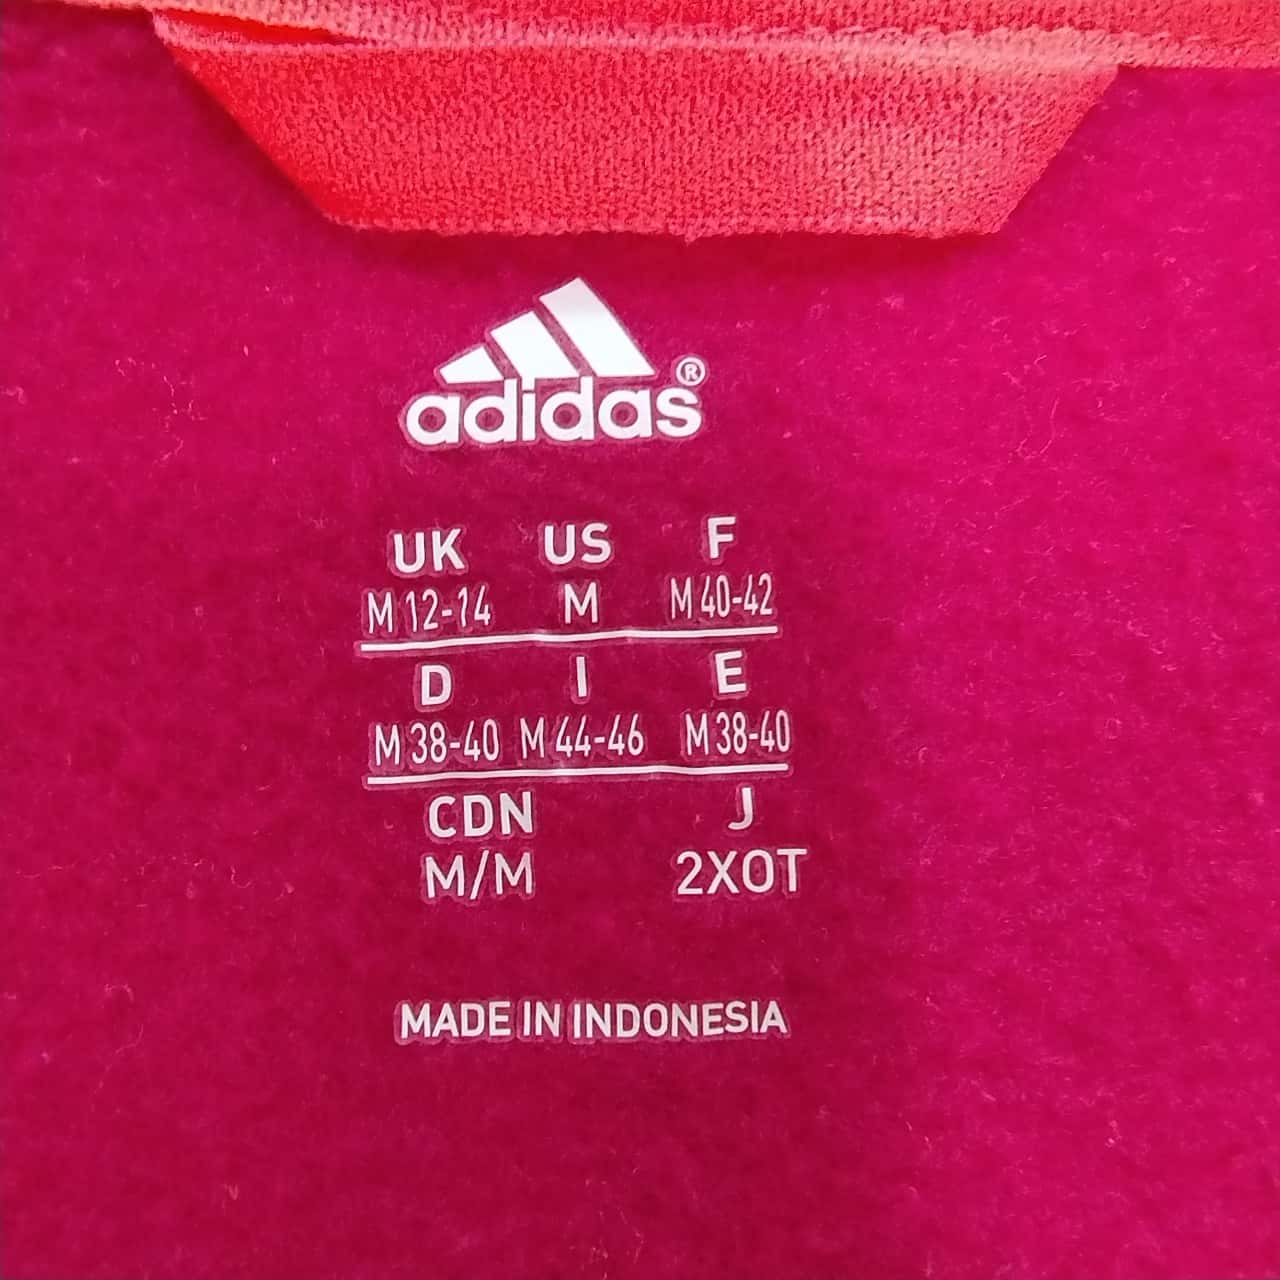 adidas®
UK US F
M 12-14 M M 40-42
D I E
M 38-40 M 44-46 M 38-40
CDN J
M/M 2XOT
MADE IN INDONESIA